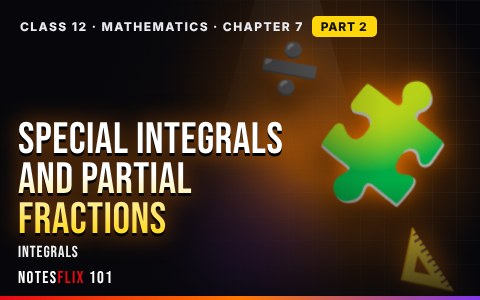 CLASS 12 · MATHEMATICS · CHAPTER 7 PART 2
SPECIAL INTEGRALS
AND PARTIAL
FRACTIONS
INTEGRALS
NOTESFLIX 101